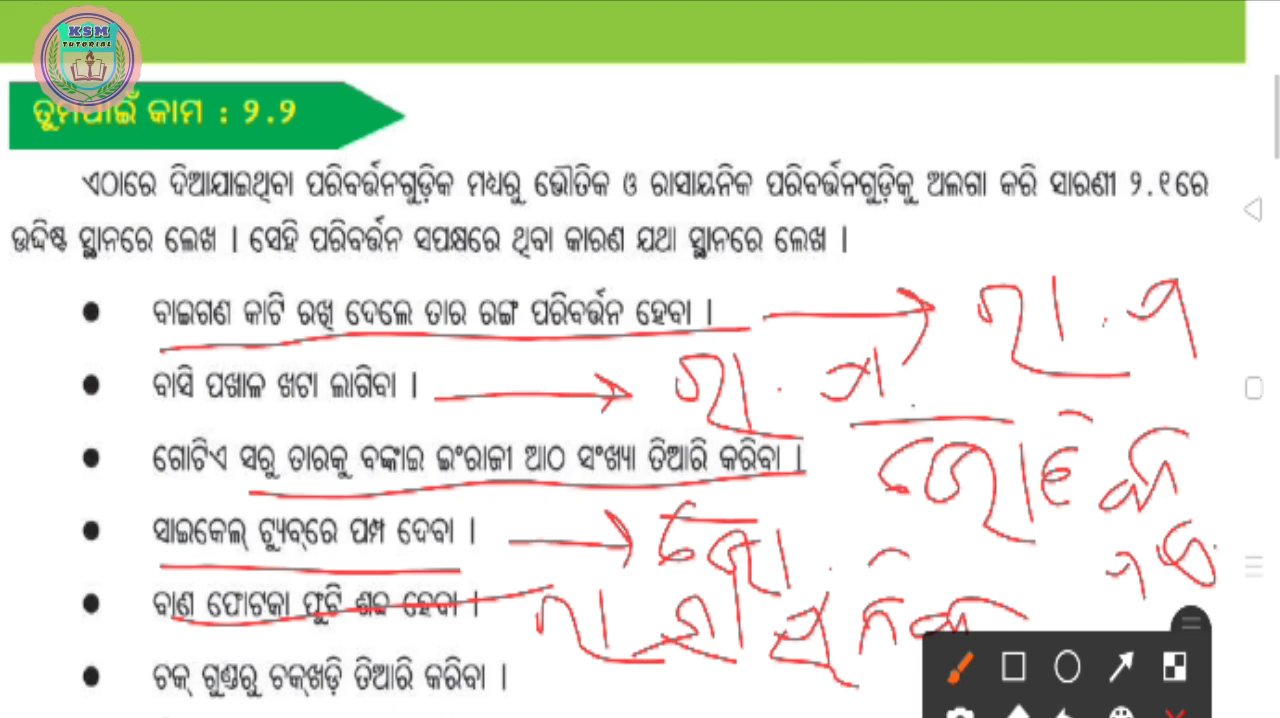 KSM
TUTORIAL
ତୁମପାଇଁ କାମ : ୨.୨
ଏଠାରେ ଦିଆଯାଇଥିବା ପରିବର୍ତ୍ତନଗୁଡ଼ିକ ମଧ୍ୟରୁ ଭୌତିକ ଓ ରାସାୟନିକ ପରିବର୍ତ୍ତନଗୁଡ଼ିକୁ ଅଲଗା କରି ସାରଣୀ ୨.୧ରେ
ଉଦ୍ଦିଷ୍ଟ ସ୍ଥାନରେ ଲେଖ । ସେହି ପରିବର୍ତ୍ତନ ସପକ୍ଷରେ ଥିବା କାରଣ ଯଥା ସ୍ଥାନରେ ଲେଖ ।
● ବାଇଗଣ କାଟି ରଖି ଦେଲେ ତାର ରଙ୍ଗ ପରିବର୍ତ୍ତନ ହେବା । ରା . ପ
● ବାସି ପଖାଳ ଖଟା ଲାଗିବା । ରା . ପ
● ଗୋଟିଏ ସରୁ ତାରକୁ ବଙ୍କାଇ ଇଂରାଜୀ ଆଠ ସଂଖ୍ୟା ତିଆରି କରିବା ।
● ସାଇକେଲ୍ ଟ୍ୟୁବ୍‌ରେ ପମ୍ପ ଦେବା ।
● ବାଣ ଫୋଟକା ଫୁଟି ଶବ୍ଦ ହେବା ।
● ଚକ୍ ଗୁଣ୍ଡରୁ ଚକ୍‌ଖଡ଼ି ତିଆରି କରିବା ।